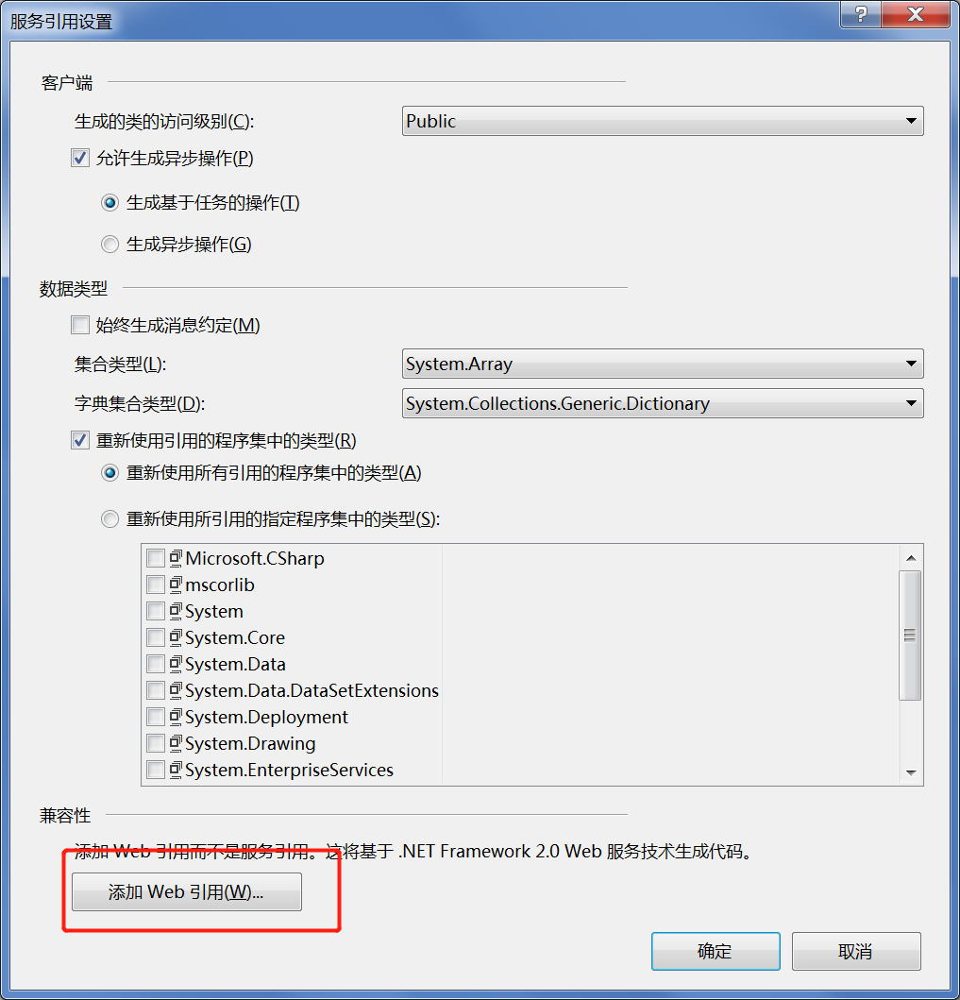 服务引用设置
客户端
生成的类的访问级别(C):
Public
允许生成异步操作(P)
生成基于任务的操作(T)
生成异步操作(G)
数据类型
始终生成消息约定(M)
集合类型(L):
System.Array
字典集合类型(D):
System.Collections.Generic.Dictionary
重新使用引用的程序集中的类型(R)
重新使用所有引用的程序集中的类型(A)
重新使用所引用的指定程序集中的类型(S):
Microsoft.CSharp
mscorlib
System
System.Core
System.Data
System.Data.DataSetExtensions
System.Deployment
System.Drawing
System.EnterpriseServices
兼容性
添加 Web 引用而不是服务引用。这将基于 .NET Framework 2.0 Web 服务技术生成代码。
添加 Web 引用(W)...
确定
取消